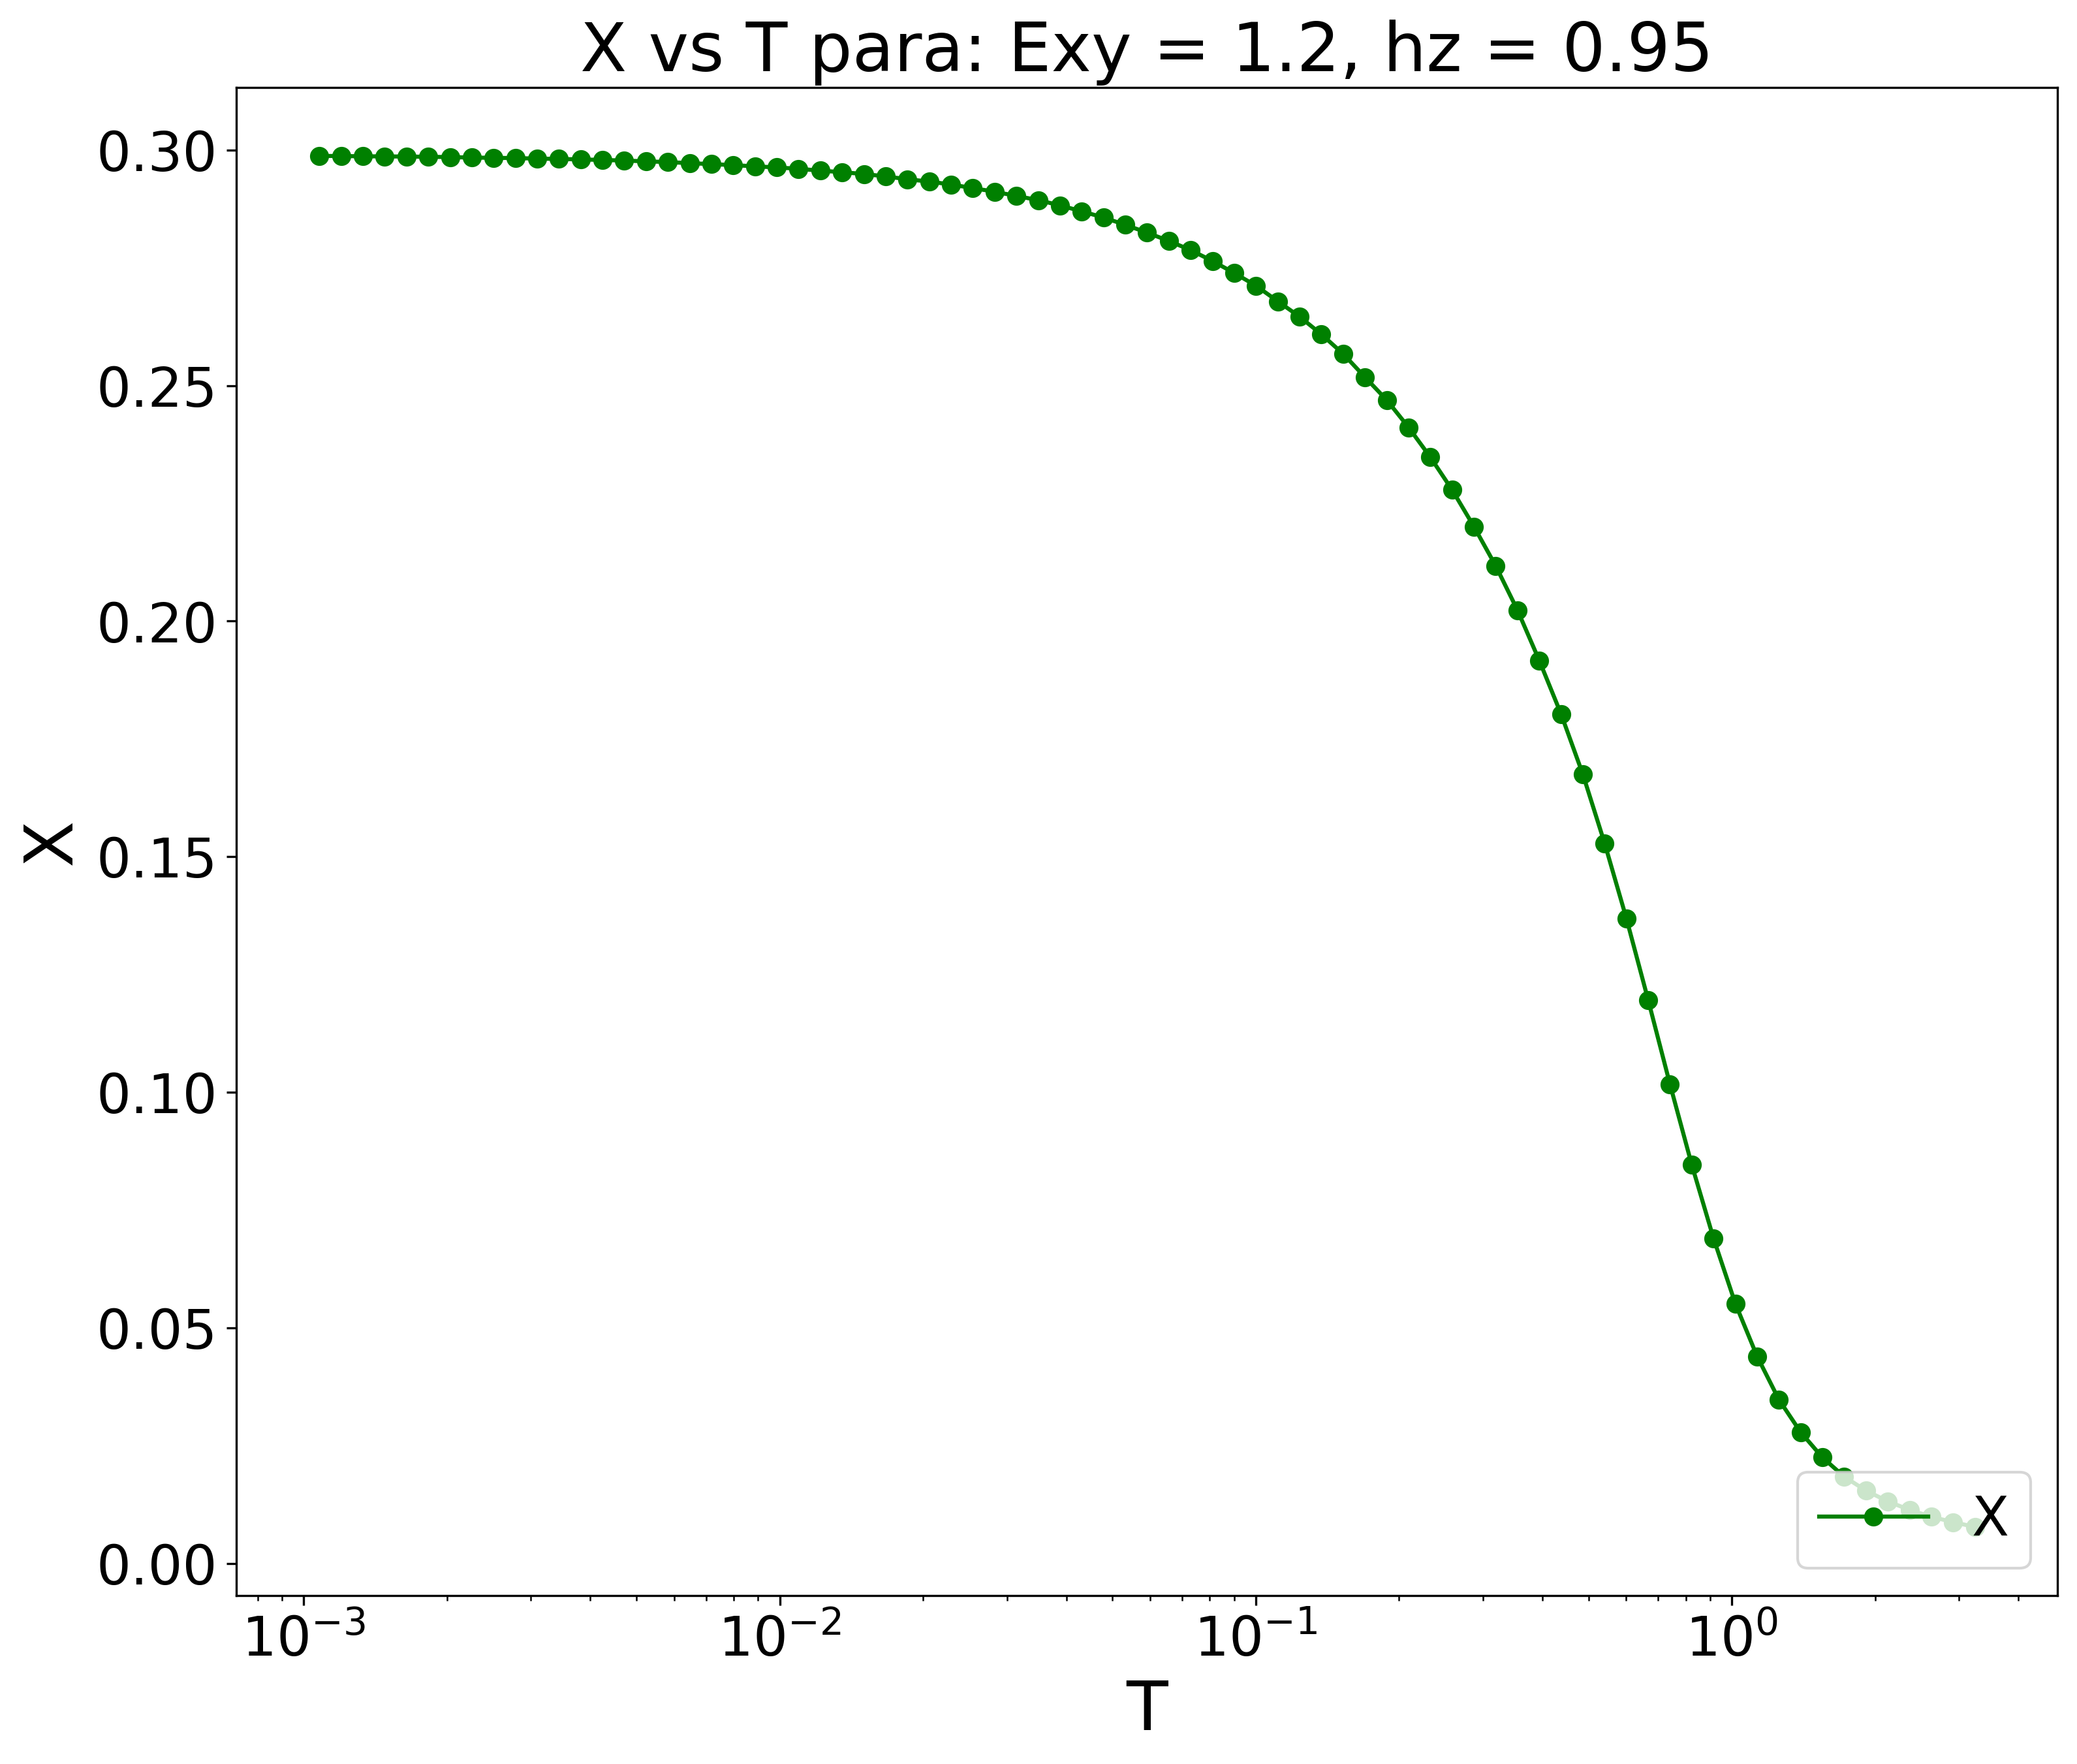 X vs T para: Exy = 1.2, hz = 0.95
0.30
0.25
0.20
0.15
0.10
0.05
0.00
X
10⁻³ 10⁻² 10⁻¹ 10⁰
T
X